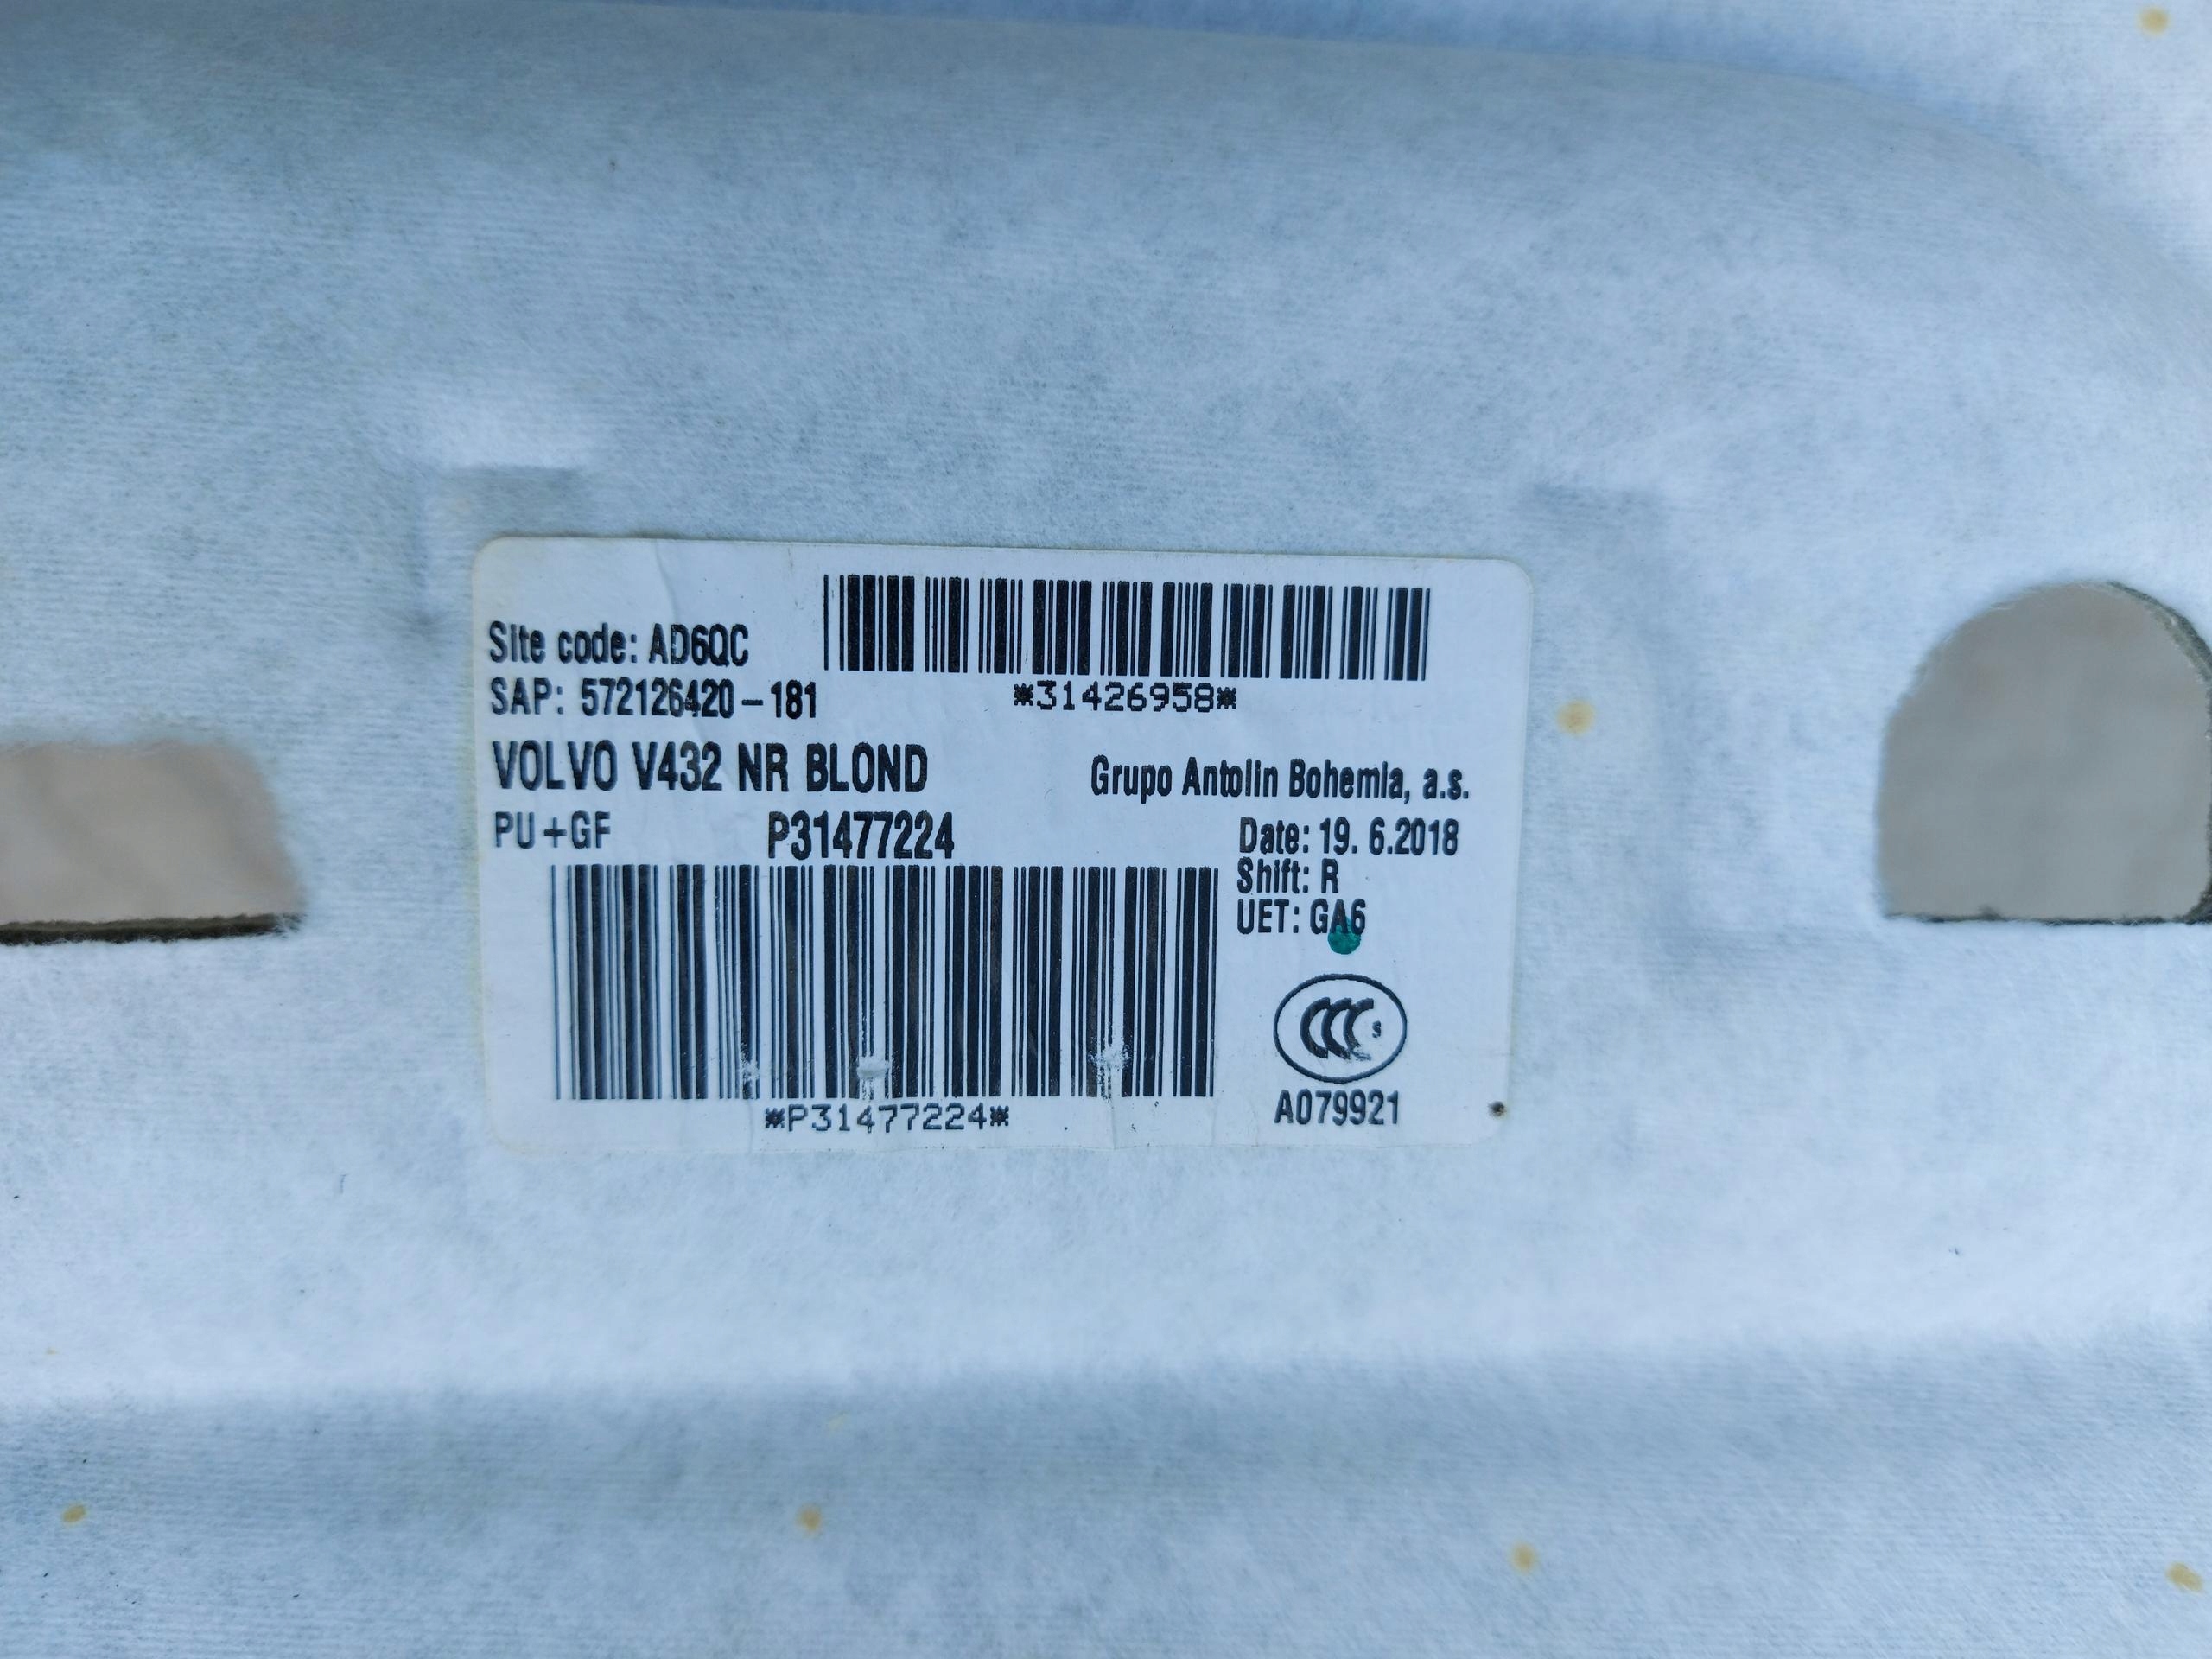 Site code: AD6QC
SAP: 572126420-181
*31426958*
VOLVO V432 NR BLOND
Grupo Antolin Bohemia, a.s.
PU+GF
P31477224
Date: 19. 6.2018
Shift: R
UET: GA6
CCC S
*P31477224*
A079921